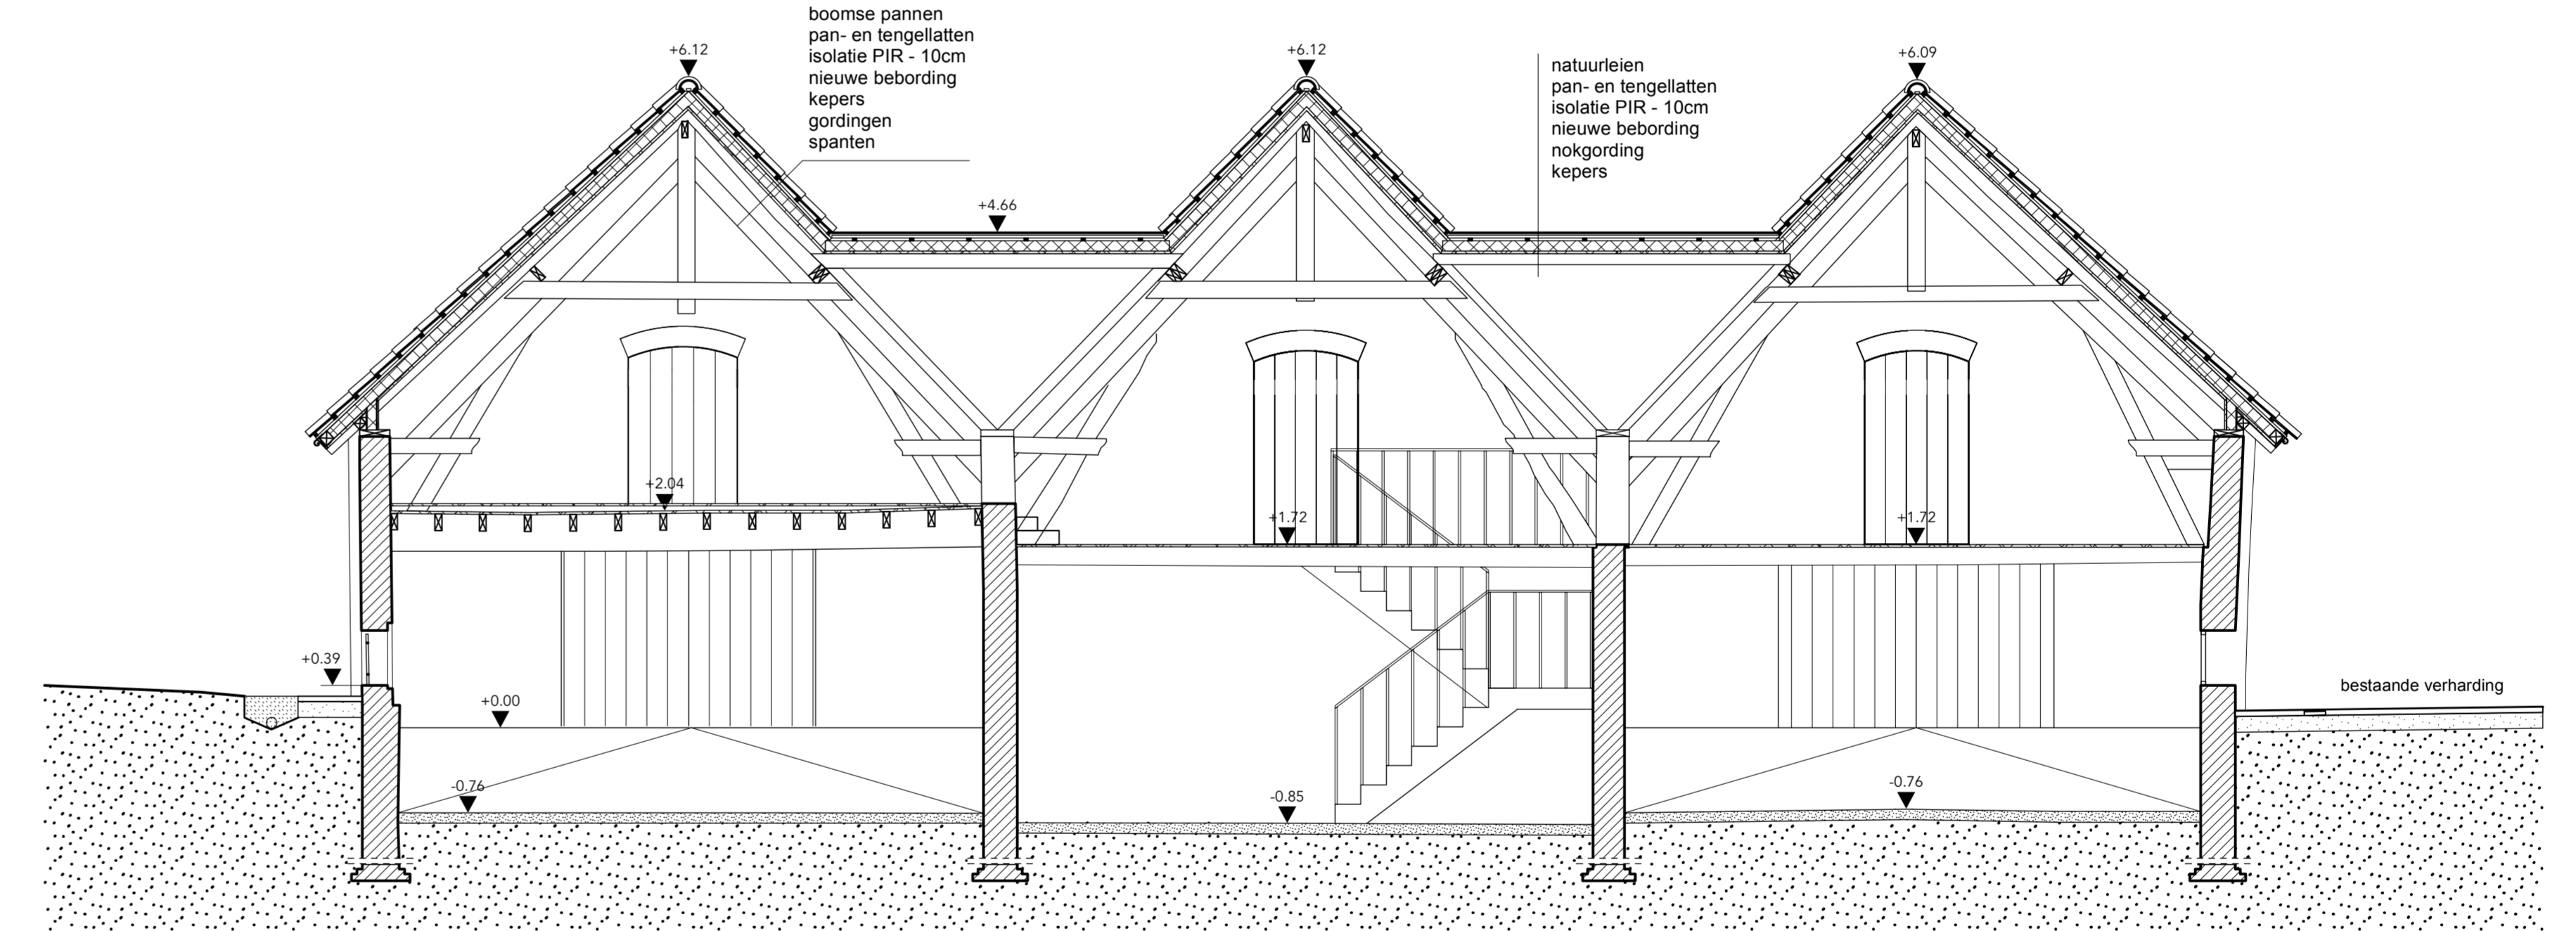 boomse pannen
pan- en tengellatten
isolatie PIR - 10cm
nieuwe bebording
kepers
gordingen
spanten
natuurleien
pan- en tengellatten
isolatie PIR - 10cm
nieuwe bebording
nokgording
kepers
+6.12
+6.12
+6.09
+4.66
+2.04
+1.72
+1.72
+0.39
+0.00
bestaande verharding
-0.76
-0.85
-0.76